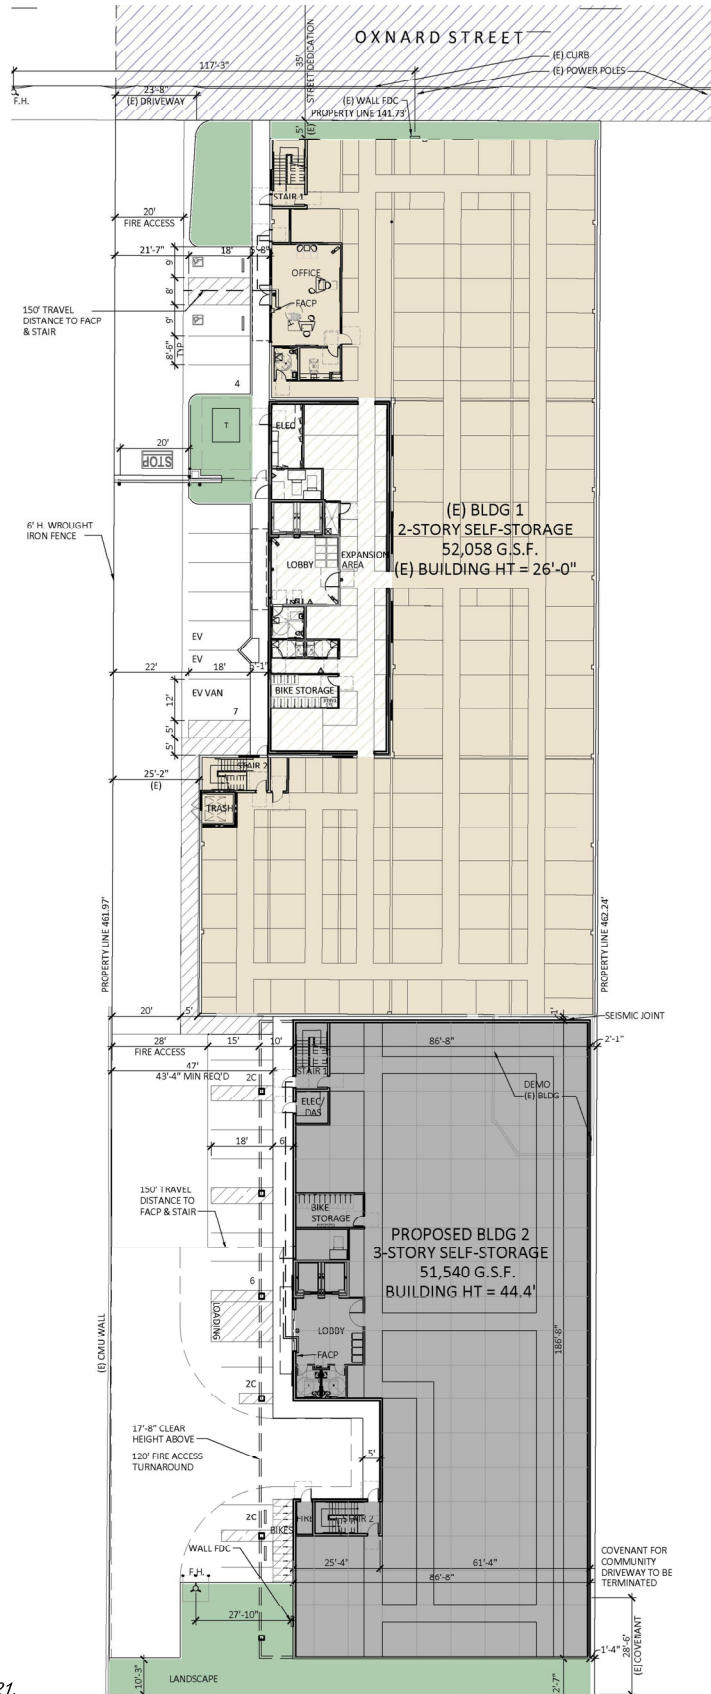 OXNARD STREET
STREET DEDICATION
35'
117'-3"
(E) CURB
(E) POWER POLES
F.H.
23'-8"
(E) DRIVEWAY
(E) WALL FDC
PROPERTY LINE 141.73'
5'
(E)
STAIR 1
20'
FIRE ACCESS
21'-7"
18'
OFFICE
FACP
9'
8'
9'
8'-6"
TYP
150' TRAVEL
DISTANCE TO FACP
& STAIR
4
T
ELEC
20'
STOP
(E) BLDG 1
2-STORY SELF-STORAGE
52,058 G.S.F.
(E) BUILDING HT = 26'-0"
6' H. WROUGHT
IRON FENCE
LOBBY
EXPANSION
AREA
EV
EV
22'
18'
EV VAN
BIKE STORAGE
12'
7
5'
5'
STAIR 2
25'-2"
(E)
TRASH
PROPERTY LINE 461.97'
PROPERTY LINE 462.24'
20'
5'
1'
SEISMIC JOINT
28'
15'
10'
86'-8"
2'-1"
FIRE ACCESS
47'
43'-4" MIN REQ'D
STAIR 1
2C
DEMO
(E) BLDG
ELEC/
DAS
18'
6'
150' TRAVEL
DISTANCE TO
FACP & STAIR
BIKE
STORAGE
PROPOSED BLDG 2
3-STORY SELF-STORAGE
51,540 G.S.F.
BUILDING HT = 44.4'
6
LOADING
LOBBY
FACP
186'-8"
(E) CMU WALL
2C
17'-8" CLEAR
HEIGHT ABOVE
120' FIRE ACCESS
TURNAROUND
5'
2C
BIKES
FIRE
STAIR 2
WALL FDC
COVENANT FOR
COMMUNITY
DRIVEWAY TO BE
TERMINATED
25'-4"
61'-4"
86'-8"
F.H.
27'-10"
28'-6"
(E) COVENANT
1'-4"
10'-3"
LANDSCAPE
2'-7"
21.